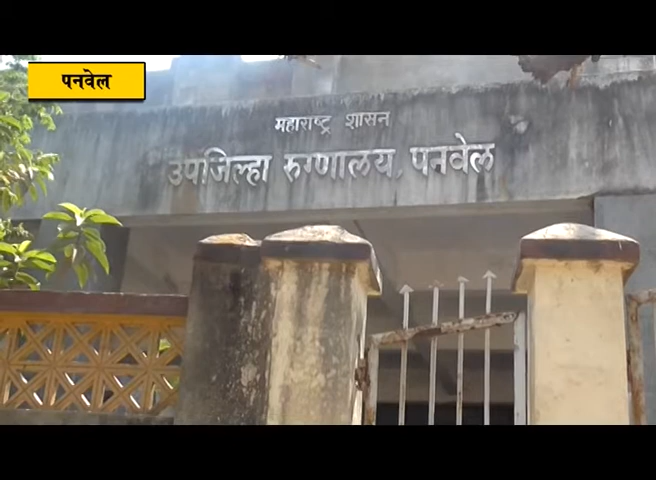 पनवेल
महाराष्ट्र शासन
उपजिल्हा रुग्णालय, पनवेल